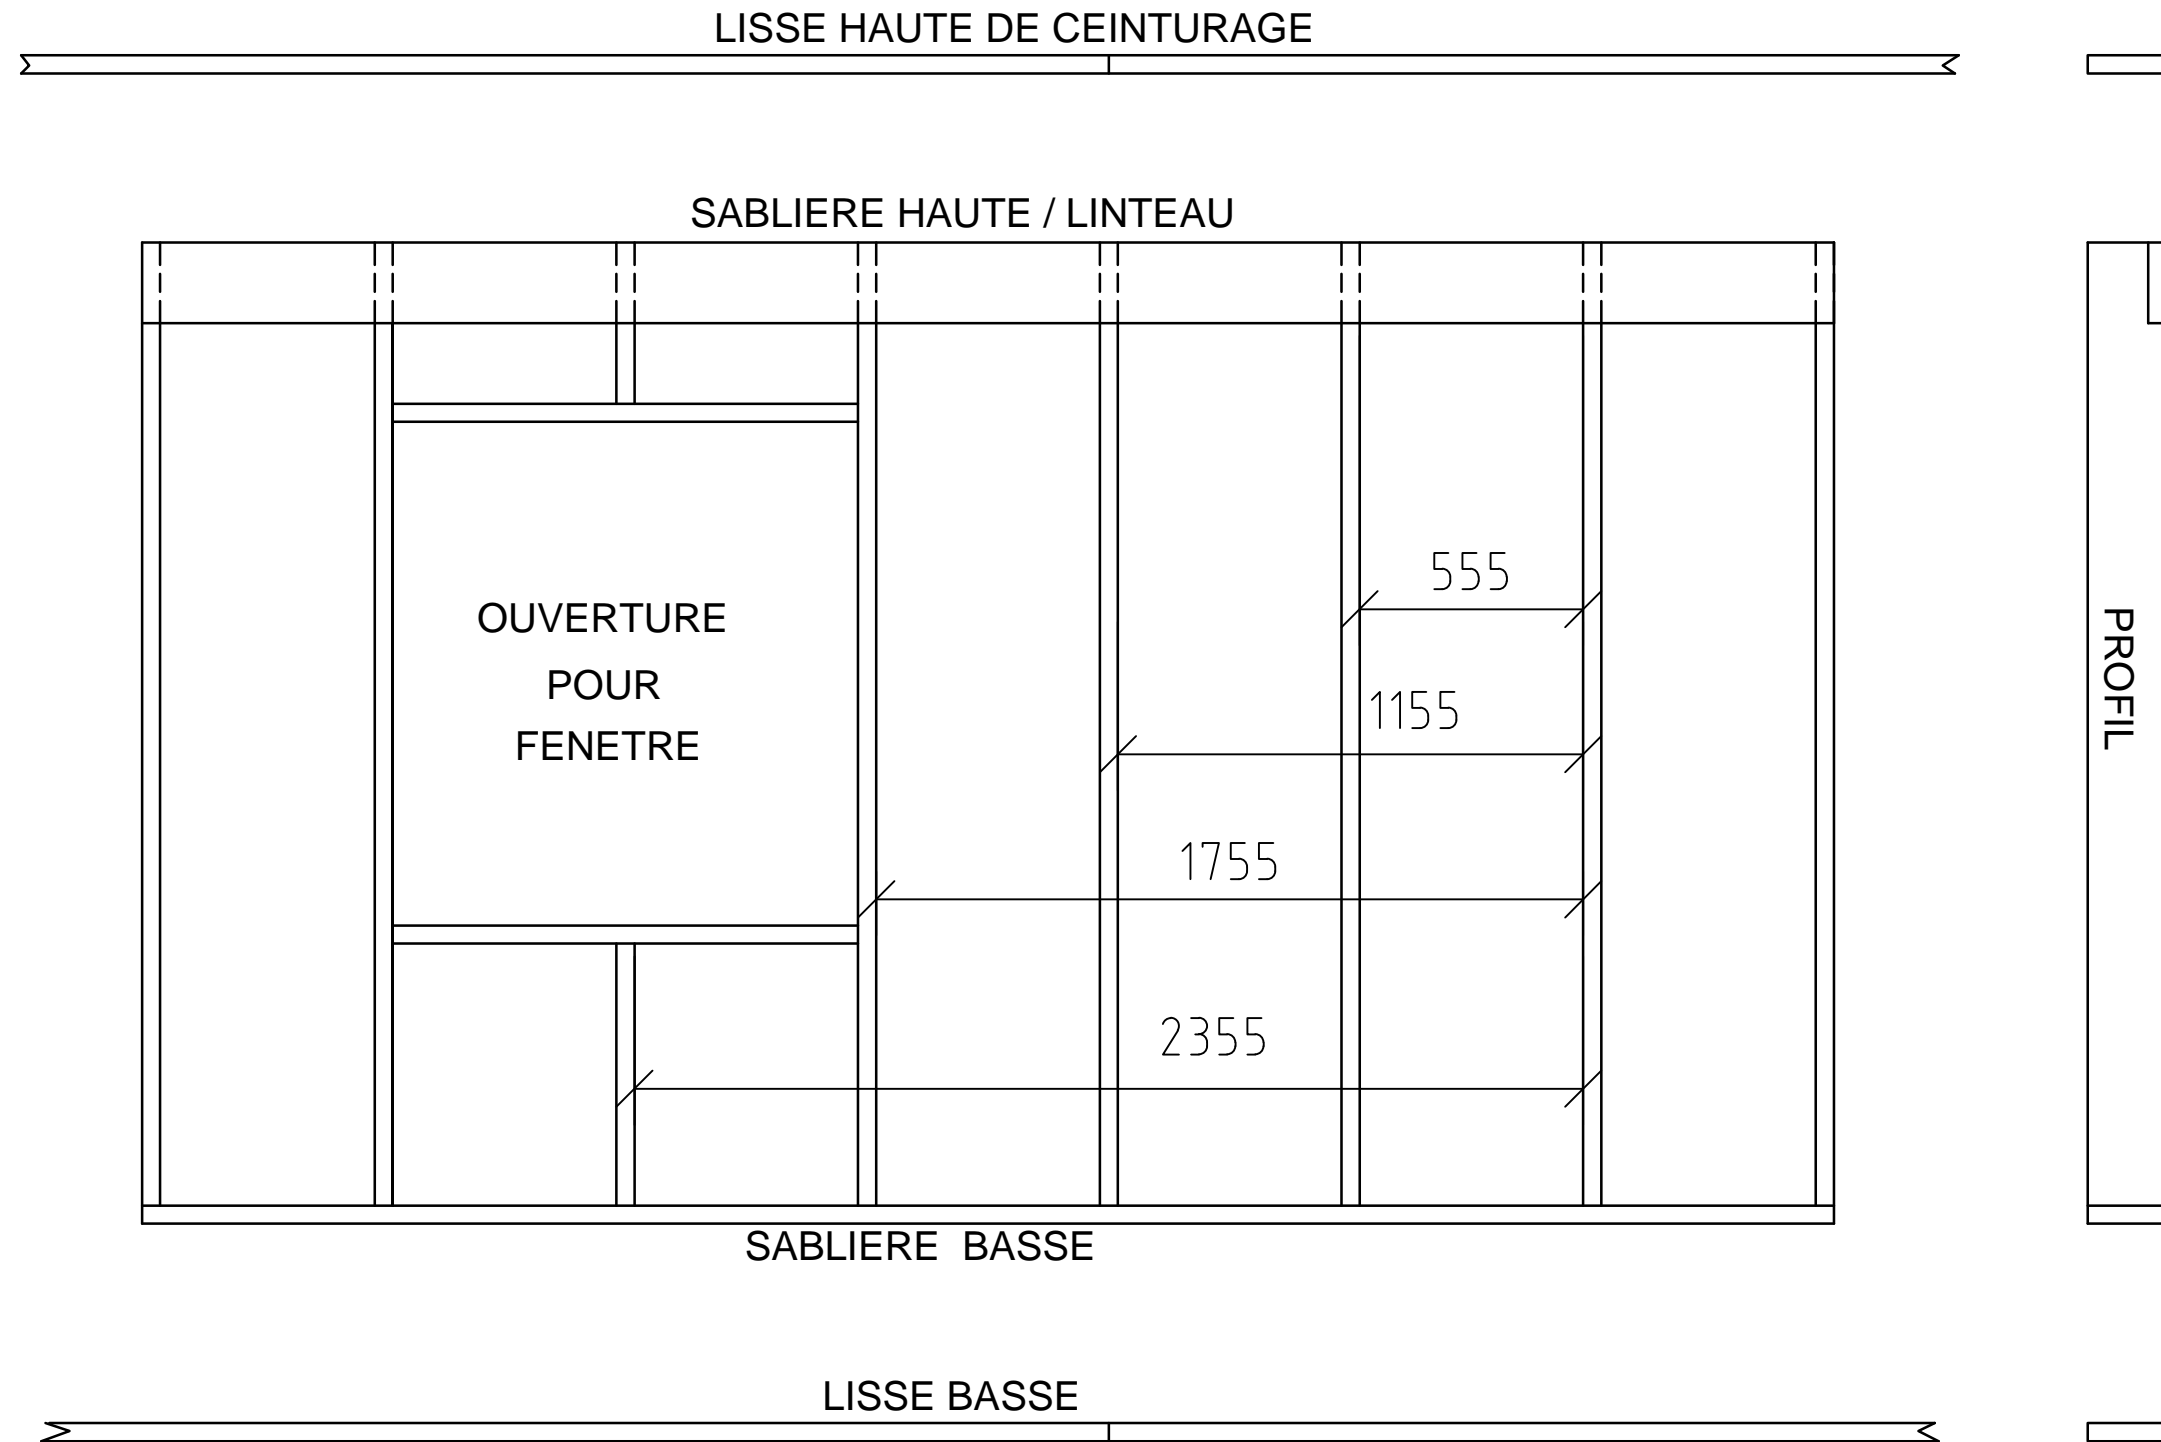 LISSE HAUTE DE CEINTURAGE
SABLIERE HAUTE / LINTEAU
555
OUVERTURE
POUR
FENETRE
PROFIL
1155
1755
2355
SABLIERE BASSE
LISSE BASSE